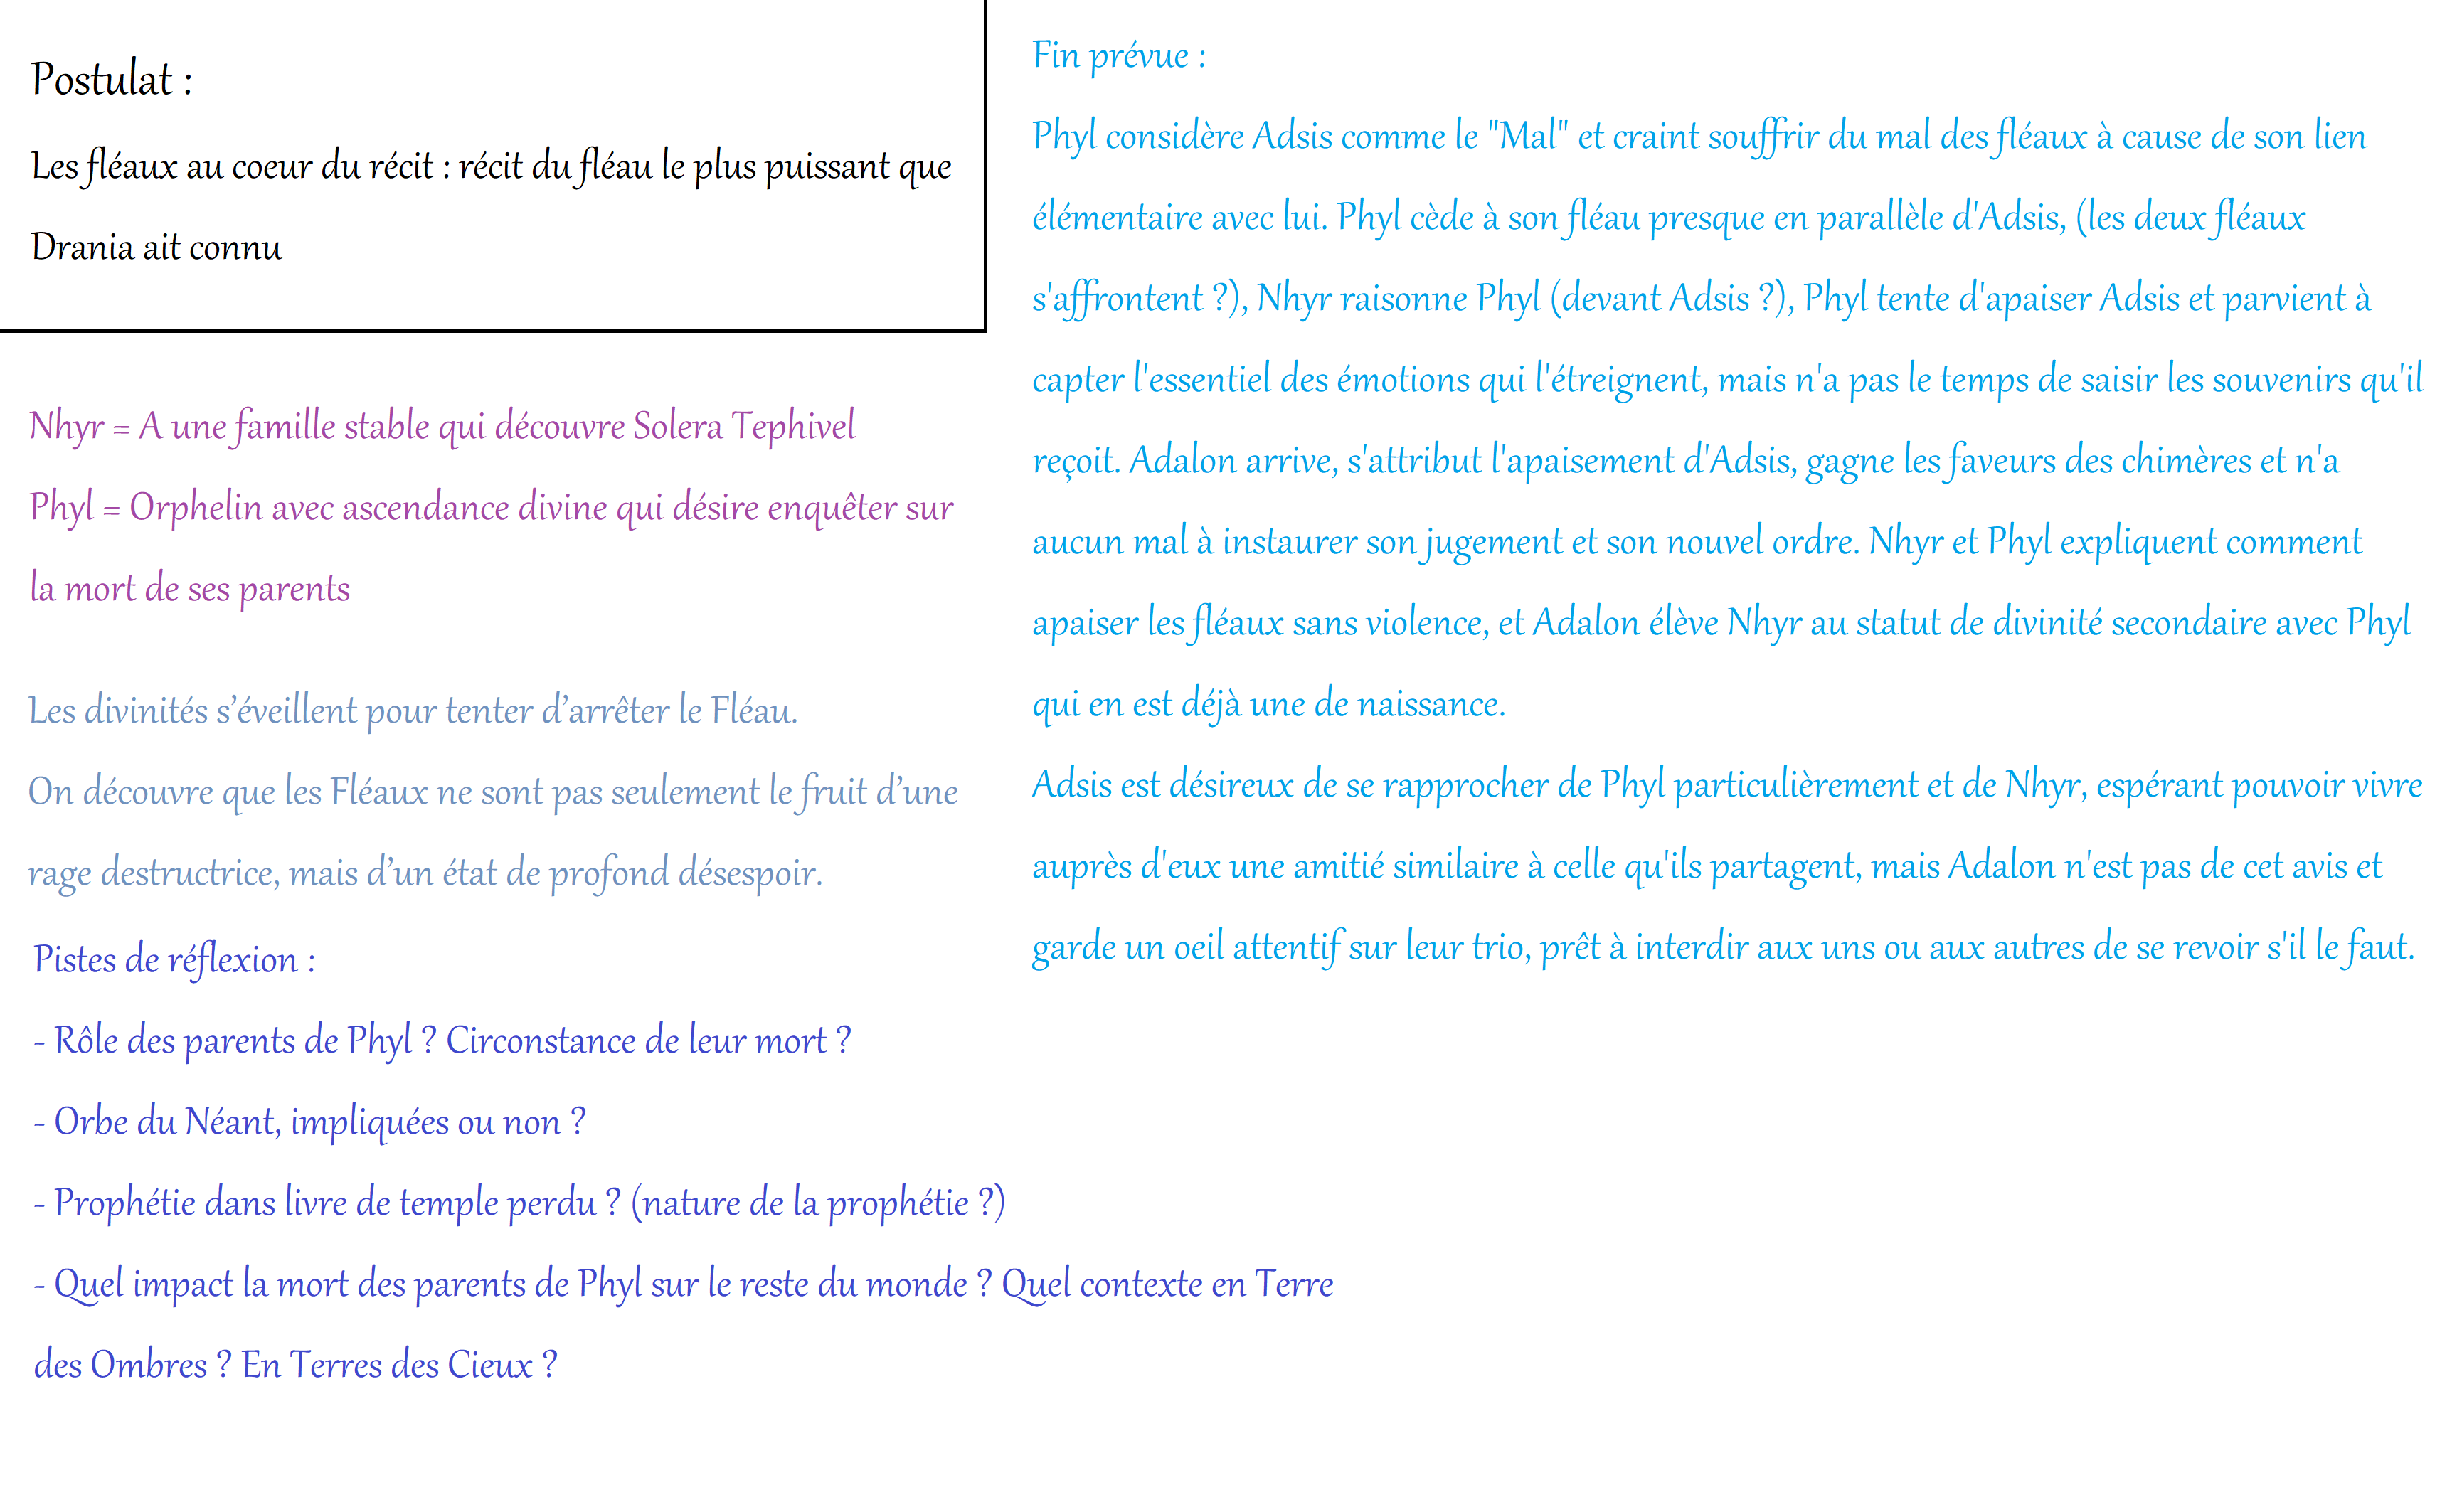 Postulat :
Les fléaux au coeur du récit : récit du fléau le plus puissant que
Drania ait connu
Nhyr = A une famille stable qui découvre Solera Tephivel
Phyl = Orphelin avec ascendance divine qui désire enquêter sur
la mort de ses parents
Les divinités s’éveillent pour tenter d’arrêter le Fléau.
On découvre que les Fléaux ne sont pas seulement le fruit d’une
rage destructrice, mais d’un état de profond désespoir.
Pistes de réflexion :
- Rôle des parents de Phyl ? Circonstance de leur mort ?
- Orbe du Néant, impliquées ou non ?
- Prophétie dans livre de temple perdu ? (nature de la prophétie ?)
- Quel impact la mort des parents de Phyl sur le reste du monde ? Quel contexte en Terre
des Ombres ? En Terres des Cieux ?
Fin prévue :
Phyl considère Adsis comme le "Mal" et craint souffrir du mal des fléaux à cause de son lien
élémentaire avec lui. Phyl cède à son fléau presque en parallèle d'Adsis, (les deux fléaux
s'affrontent ?), Nhyr raisonne Phyl (devant Adsis ?), Phyl tente d'apaiser Adsis et parvient à
capter l'essentiel des émotions qui l'étreignent, mais n'a pas le temps de saisir les souvenirs qu'il
reçoit. Adalon arrive, s'attribut l'apaisement d'Adsis, gagne les faveurs des chimères et n'a
aucun mal à instaurer son jugement et son nouvel ordre. Nhyr et Phyl expliquent comment
apaiser les fléaux sans violence, et Adalon élève Nhyr au statut de divinité secondaire avec Phyl
qui en est déjà une de naissance.
Adsis est désireux de se rapprocher de Phyl particulièrement et de Nhyr, espérant pouvoir vivre
auprès d'eux une amitié similaire à celle qu'ils partagent, mais Adalon n'est pas de cet avis et
garde un oeil attentif sur leur trio, prêt à interdir aux uns ou aux autres de se revoir s'il le faut.